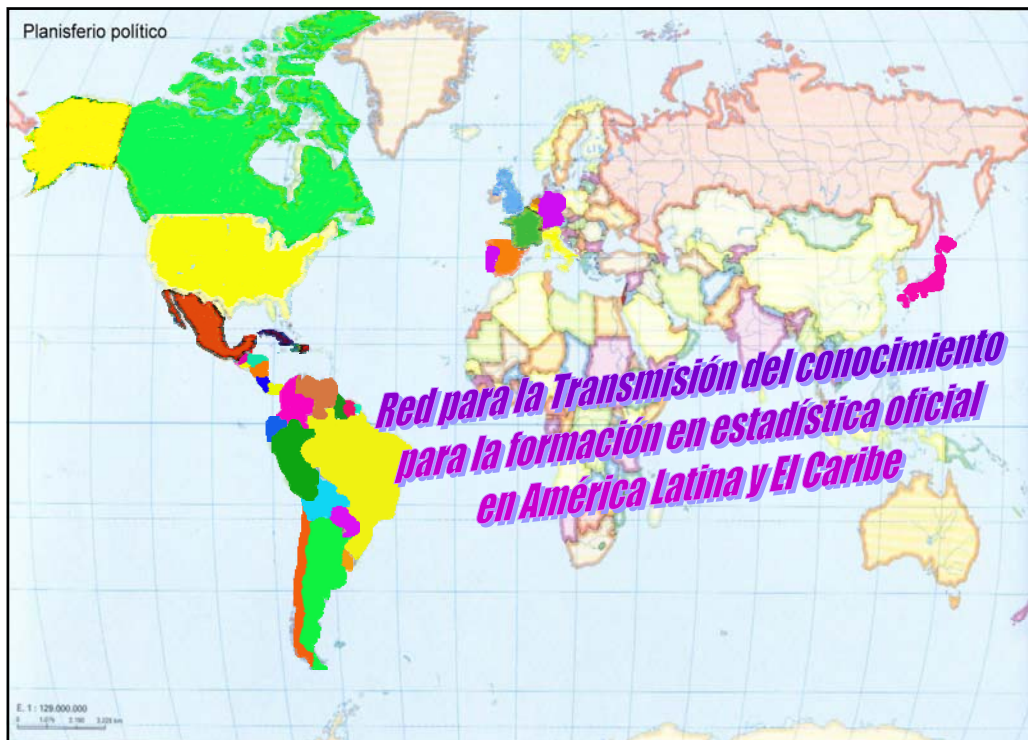 Planisferio político
Red para la Transmisión del conocimiento
para la formación en estadística oficial
en América Latina y El Caribe
E. 1 : 129.000.000